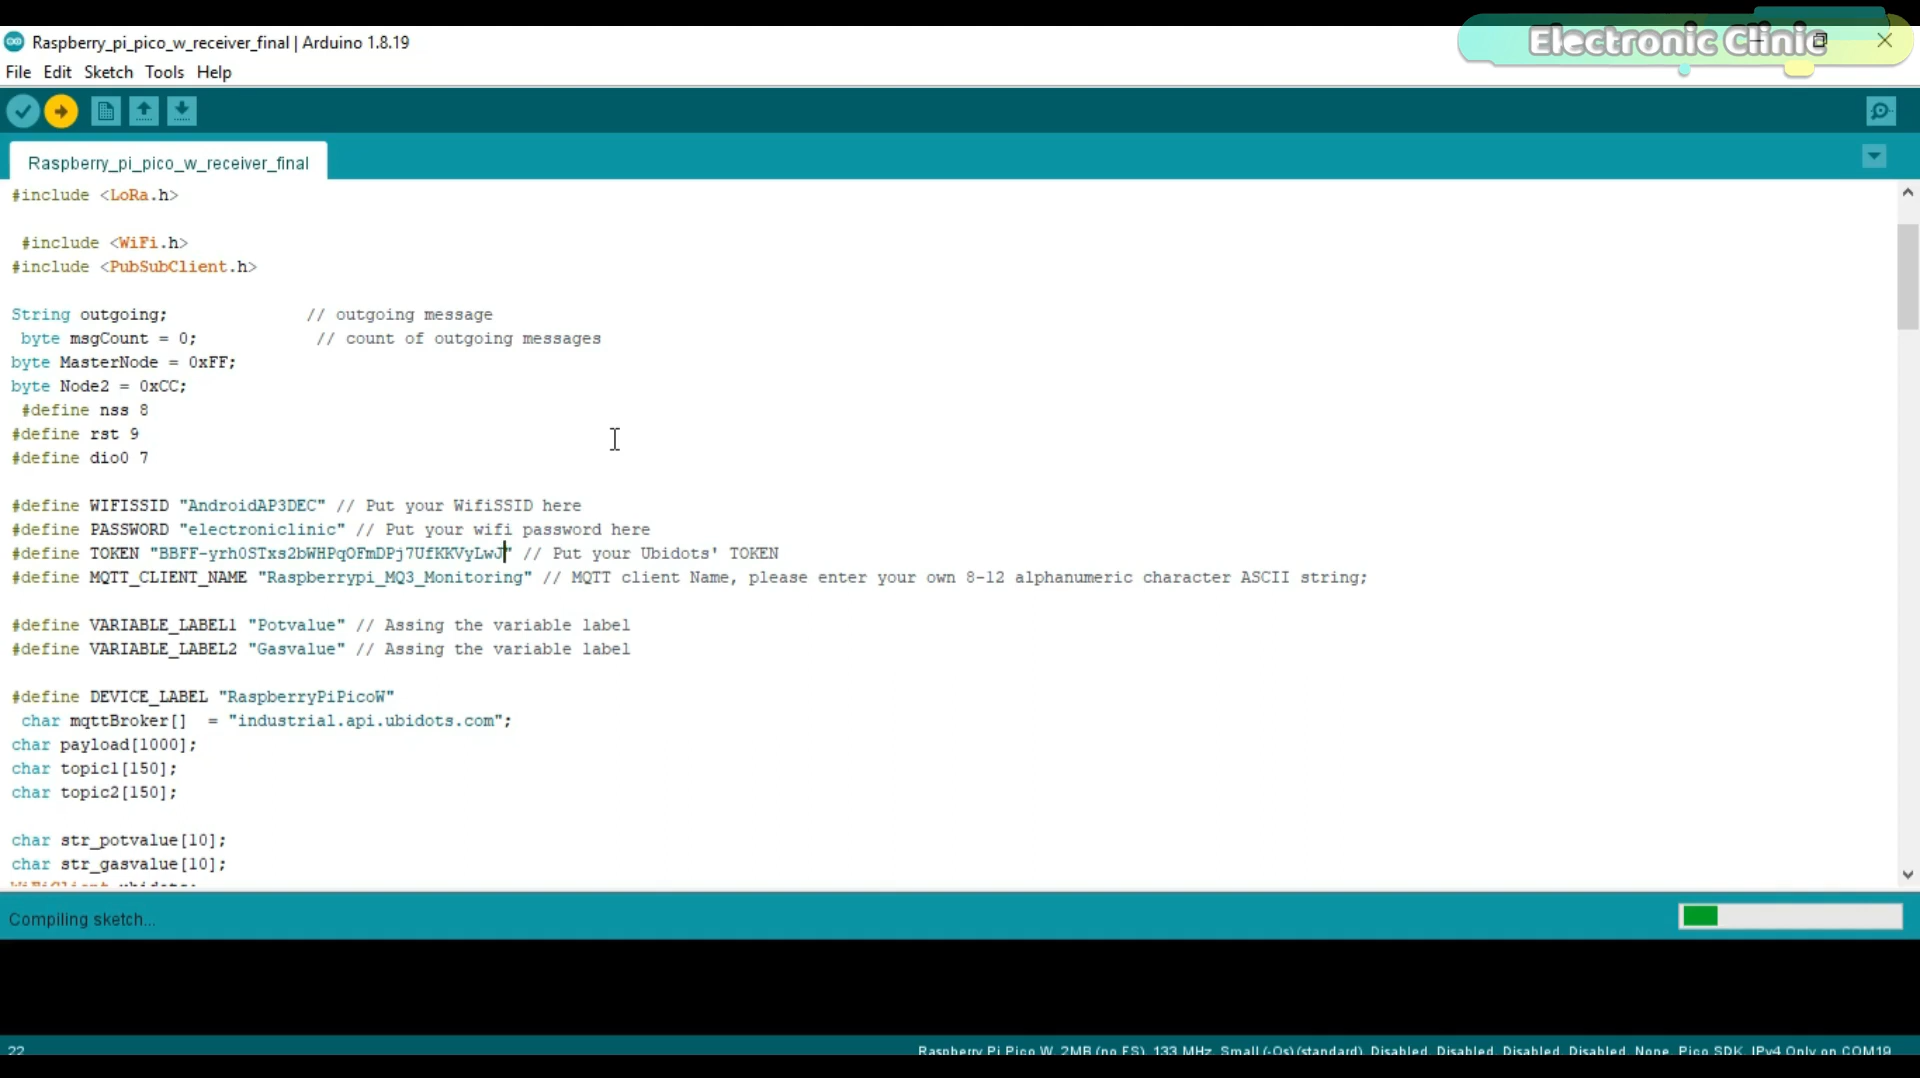 Raspberry_pi_pico_w_receiver_final | Arduino 1.8.19
Electronic Clinic
File Edit Sketch Tools Help
Raspberry_pi_pico_w_receiver_final
#include <LoRa.h>
#include <WiFi.h>
#include <PubSubClient.h>
String outgoing; // outgoing message
byte msgCount = 0; // count of outgoing messages
byte MasterNode = 0xFF;
byte Node2 = 0xCC;
#define nss 8
#define rst 9
#define dio0 7
#define WIFISSID "AndroidAP3DEC" // Put your WifiSSID here
#define PASSWORD "electroniclinic" // Put your wifi password here
#define TOKEN "BBFF-yrh0STxs2bWHPqOFmDPj7UfKKVyLwJ" // Put your Ubidots' TOKEN
#define MQTT_CLIENT_NAME "Raspberrypi_MQ3_Monitoring" // MQTT client Name, please enter your own 8-12 alphanumeric character ASCII string;
#define VARIABLE_LABEL1 "Potvalue" // Assing the variable label
#define VARIABLE_LABEL2 "Gasvalue" // Assing the variable label
#define DEVICE_LABEL "RaspberryPiPicoW"
char mqttBroker[] = "industrial.api.ubidots.com";
char payload[1000];
char topic1[150];
char topic2[150];
char str_potvalue[10];
char str_gasvalue[10];
WiFiClient ubidots;
Compiling sketch...
22
Raspberry Pi Pico W, 2MB (no FS), 133 MHz, Small (-Os) (standard), Disabled, Disabled, Disabled, Disabled, None, Pico SDK, IPv4 Only on COM19